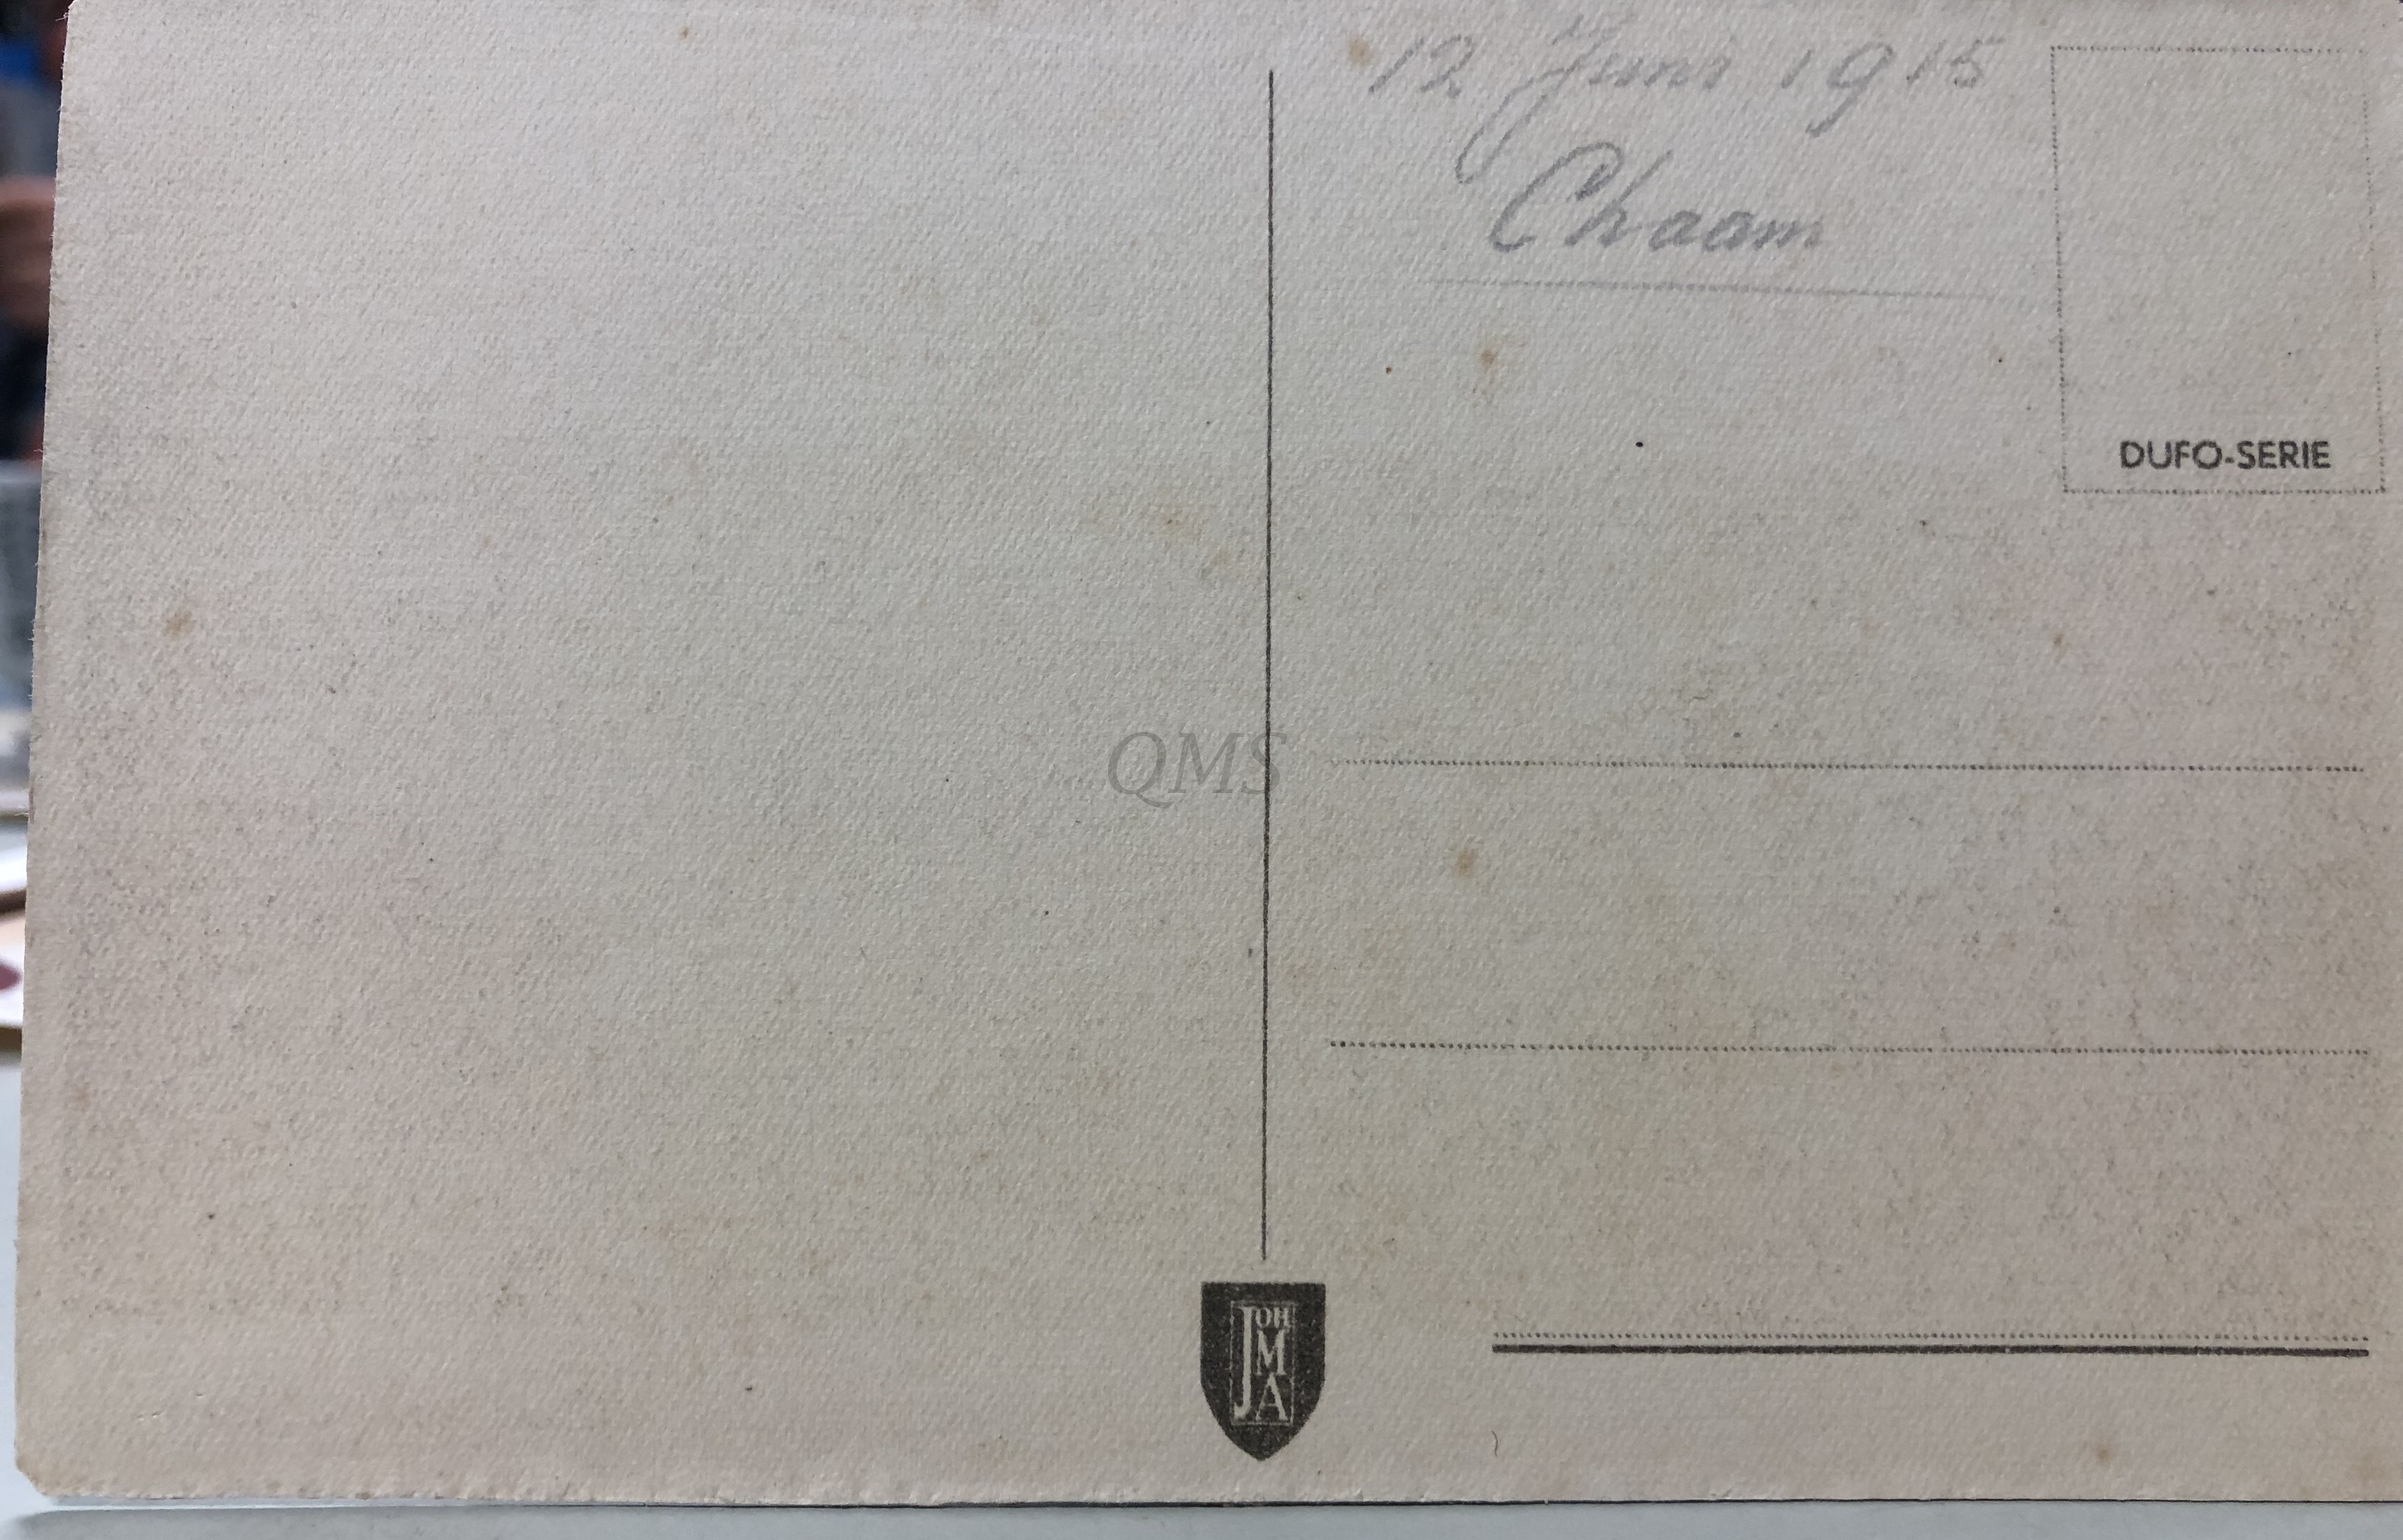 12 Juni 1915
Chaam
DUFO-SERIE
QMS
JOH
M
A